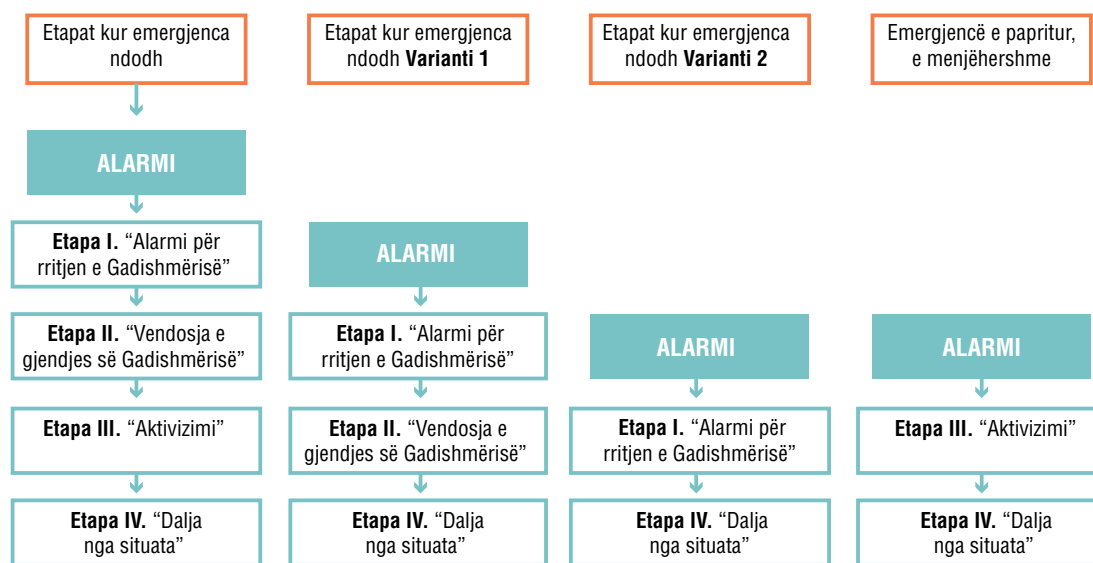 Etapat kur emergjenca
ndodh
ALARMI
Etapa I. “Alarmi për
rritjen e Gadishmërisë”
Etapa II. “Vendosja e
gjendjes së Gadishmërisë”
Etapa III. “Aktivizimi”
Etapa IV. “Dalja
nga situata”
Etapat kur emergjenca
ndodh Varianti 1
ALARMI
Etapa I. “Alarmi për
rritjen e Gadishmërisë”
Etapa II. “Vendosja e
gjendjes së Gadishmërisë”
Etapa IV. “Dalja
nga situata”
Etapat kur emergjenca
ndodh Varianti 2
ALARMI
Etapa I. “Alarmi për
rritjen e Gadishmërisë”
Etapa IV. “Dalja
nga situata”
Emergjencë e papritur,
e menjëhershme
ALARMI
Etapa III. “Aktivizimi”
Etapa IV. “Dalja
nga situata”